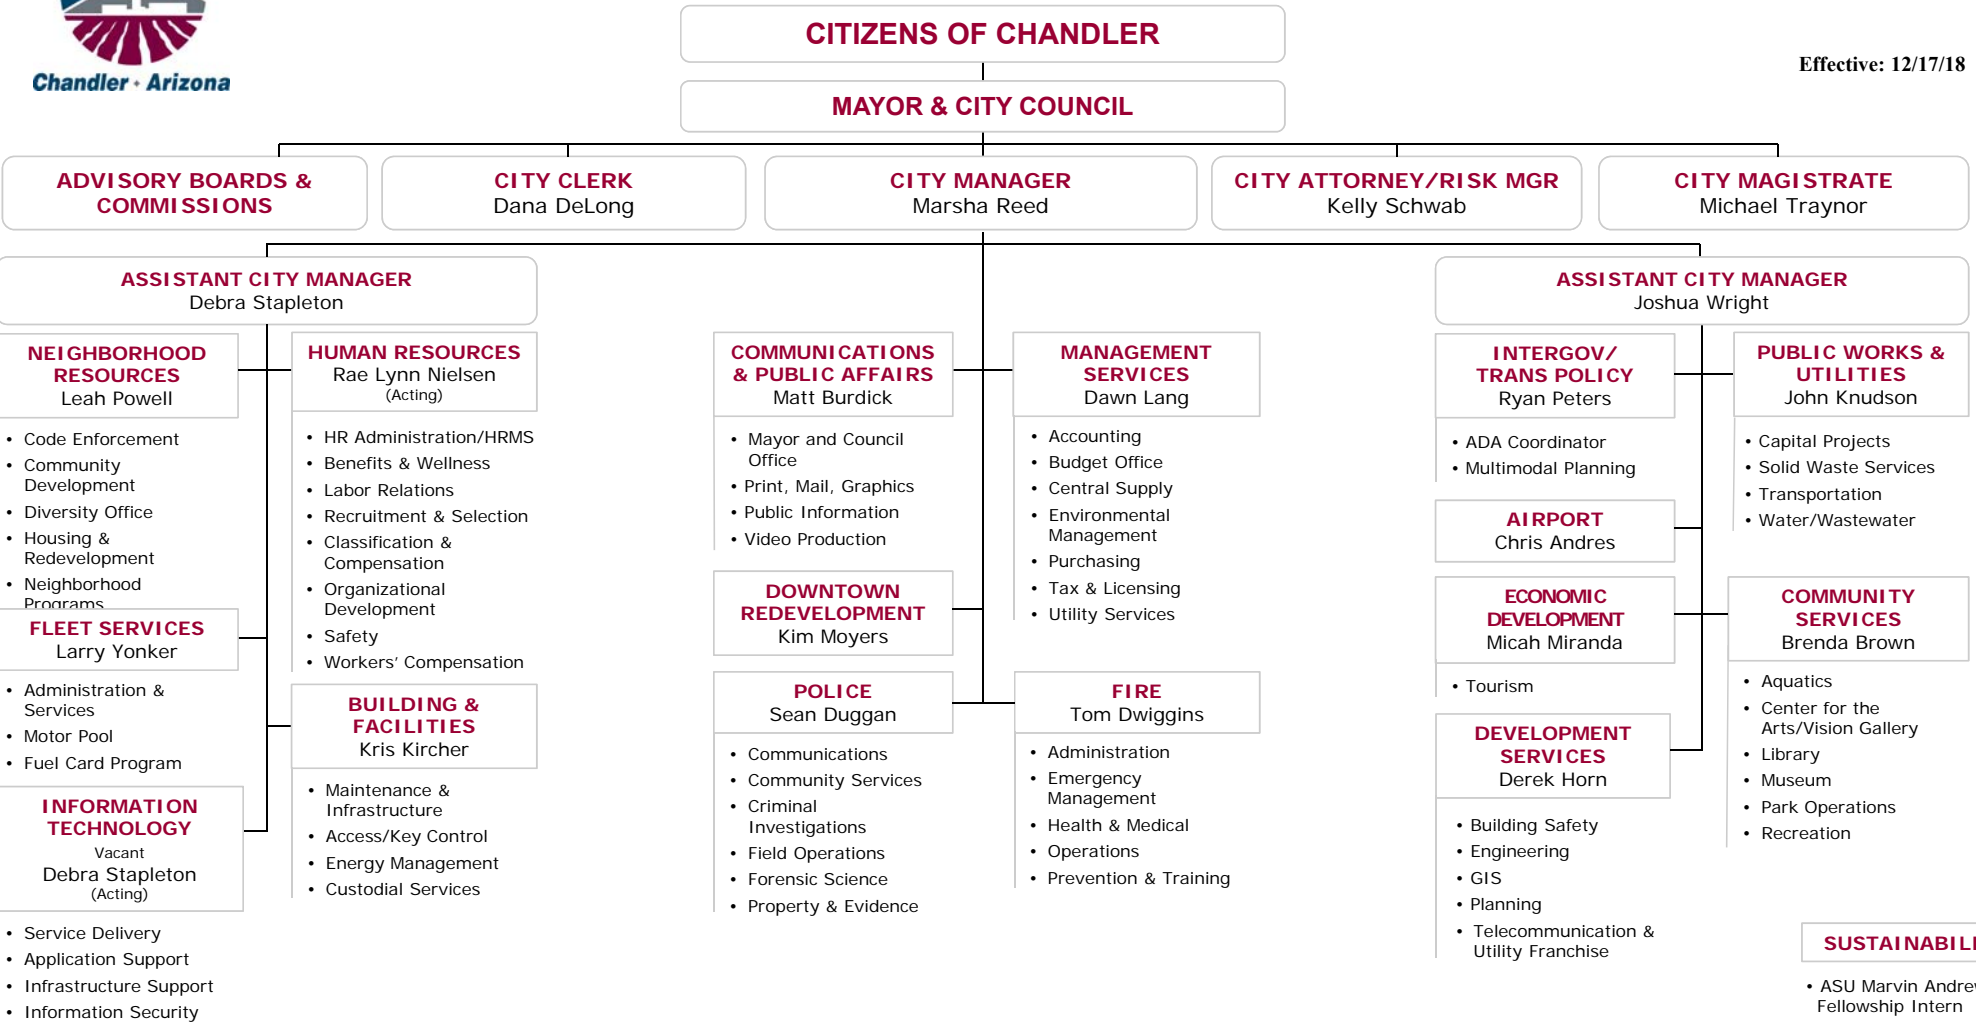 Chandler • Arizona
CITIZENS OF CHANDLER
Effective: 12/17/18
MAYOR & CITY COUNCIL
ADVISORY BOARDS &
COMMISSIONS
CITY CLERK
Dana DeLong
CITY MANAGER
Marsha Reed
CITY ATTORNEY/RISK MGR
Kelly Schwab
CITY MAGISTRATE
Michael Traynor
ASSISTANT CITY MANAGER
Debra Stapleton
NEIGHBORHOOD
RESOURCES
Leah Powell
• Code Enforcement
• Community
Development
• Diversity Office
• Housing &
Redevelopment
• Neighborhood
Programs
FLEET SERVICES
Larry Yonker
• Administration &
Services
• Motor Pool
• Fuel Card Program
INFORMATION
TECHNOLOGY
Vacant
Debra Stapleton
(Acting)
• Service Delivery
• Application Support
• Infrastructure Support
• Information Security
HUMAN RESOURCES
Rae Lynn Nielsen
(Acting)
• HR Administration/HRMS
• Benefits & Wellness
• Labor Relations
• Recruitment & Selection
• Classification &
Compensation
• Organizational
Development
• Safety
• Workers' Compensation
BUILDING &
FACILITIES
Kris Kircher
• Maintenance &
Infrastructure
• Access/Key Control
• Energy Management
• Custodial Services
COMMUNICATIONS
& PUBLIC AFFAIRS
Matt Burdick
• Mayor and Council
Office
• Print, Mail, Graphics
• Public Information
• Video Production
DOWNTOWN
REDEVELOPMENT
Kim Moyers
POLICE
Sean Duggan
• Communications
• Community Services
• Criminal
Investigations
• Field Operations
• Forensic Science
• Property & Evidence
MANAGEMENT
SERVICES
Dawn Lang
• Accounting
• Budget Office
• Central Supply
• Environmental
Management
• Purchasing
• Tax & Licensing
• Utility Services
FIRE
Tom Dwiggins
• Administration
• Emergency
Management
• Health & Medical
• Operations
• Prevention & Training
ASSISTANT CITY MANAGER
Joshua Wright
INTERGOV/
TRANS POLICY
Ryan Peters
• ADA Coordinator
• Multimodal Planning
AIRPORT
Chris Andres
ECONOMIC
DEVELOPMENT
Micah Miranda
• Tourism
DEVELOPMENT
SERVICES
Derek Horn
• Building Safety
• Engineering
• GIS
• Planning
• Telecommunication &
Utility Franchise
PUBLIC WORKS &
UTILITIES
John Knudson
• Capital Projects
• Solid Waste Services
• Transportation
• Water/Wastewater
COMMUNITY
SERVICES
Brenda Brown
• Aquatics
• Center for the
Arts/Vision Gallery
• Library
• Museum
• Park Operations
• Recreation
• ASU Marvin
Fellowship Intern